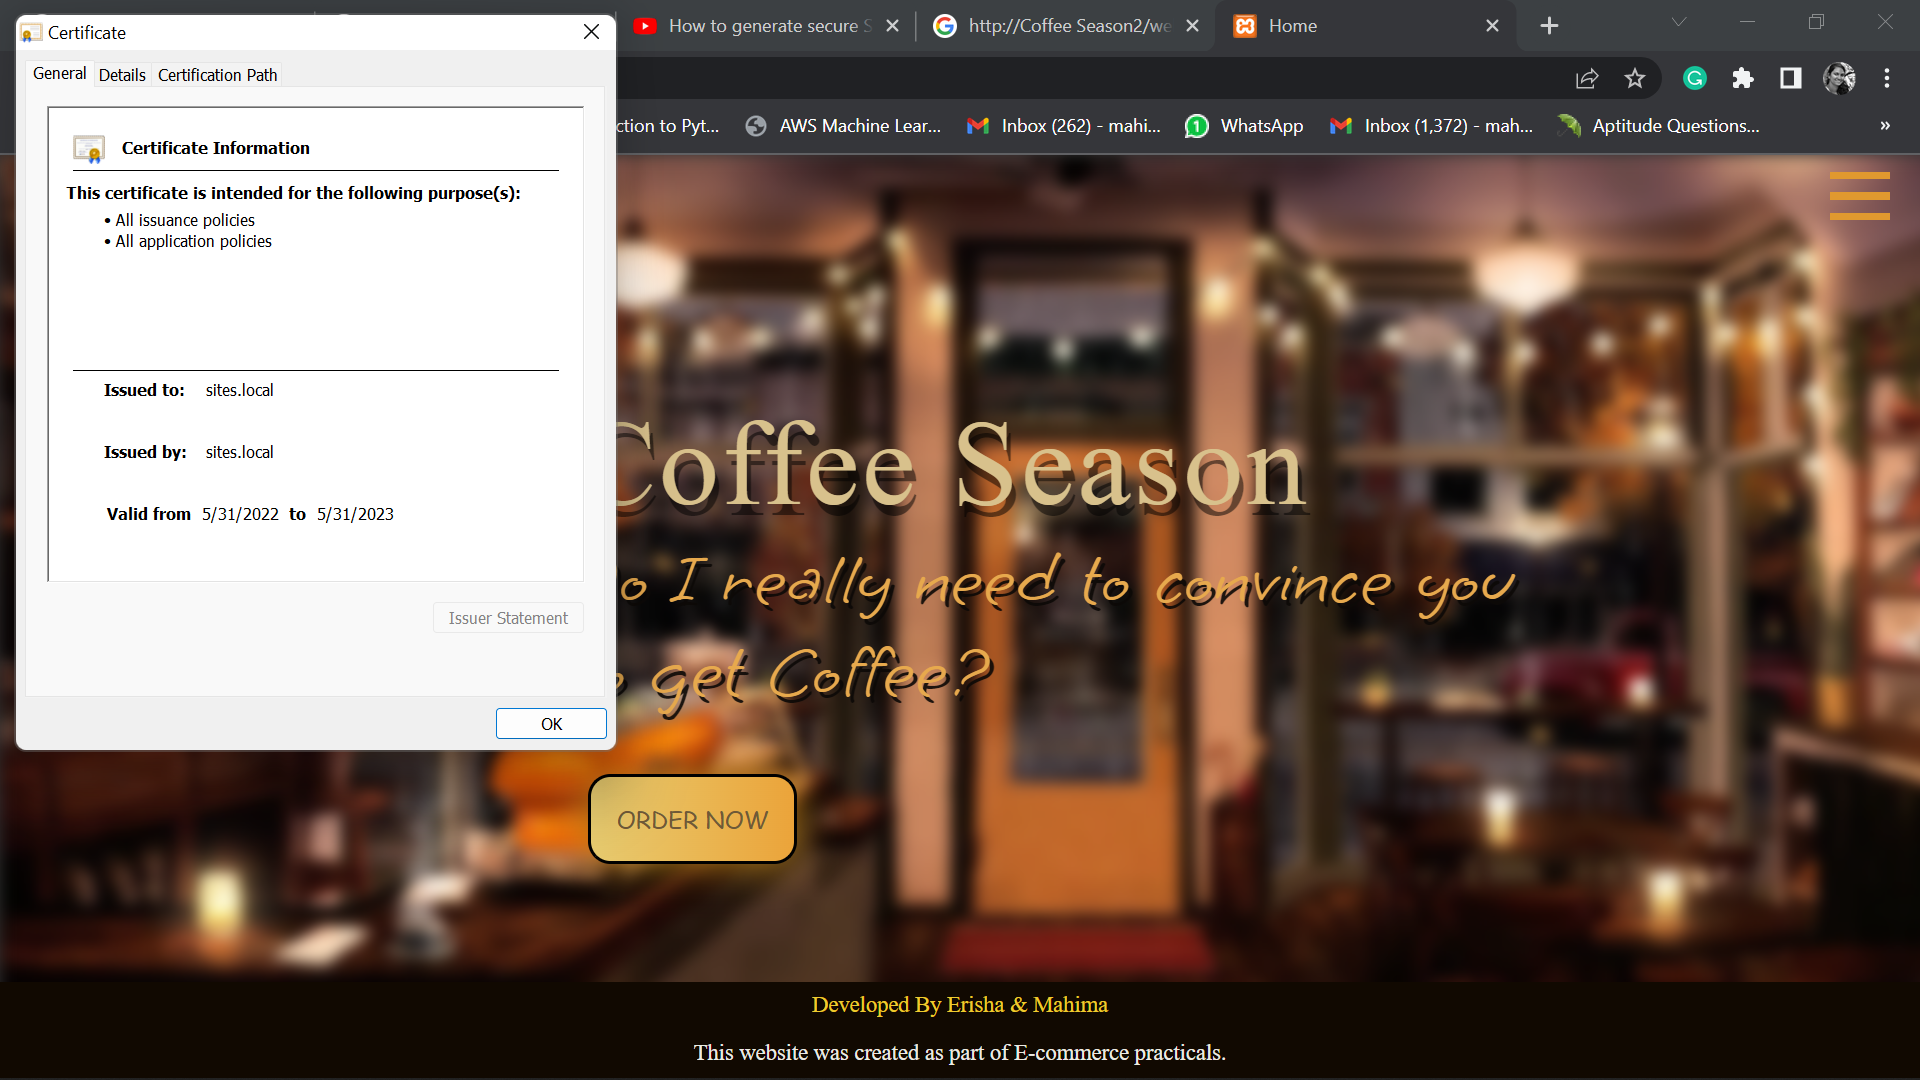 Certificate
How to generate secure S
http://Coffee Season2/we
Home
General
Details
Certification Path
ction to Pyt...
AWS Machine Lear...
Inbox (262) - mahi...
WhatsApp
Inbox (1,372) - mah...
Aptitude Questions...
»
Certificate Information
This certificate is intended for the following purpose(s):
• All issuance policies
• All application policies
Issued to: sites.local
Issued by: sites.local
Valid from 5/31/2022 to 5/31/2023
Issuer Statement
OK
Coffee Season
o I really need to convince you
o get Coffee?
ORDER NOW
Developed By Erisha & Mahima
This website was created as part of E-commerce practicals.